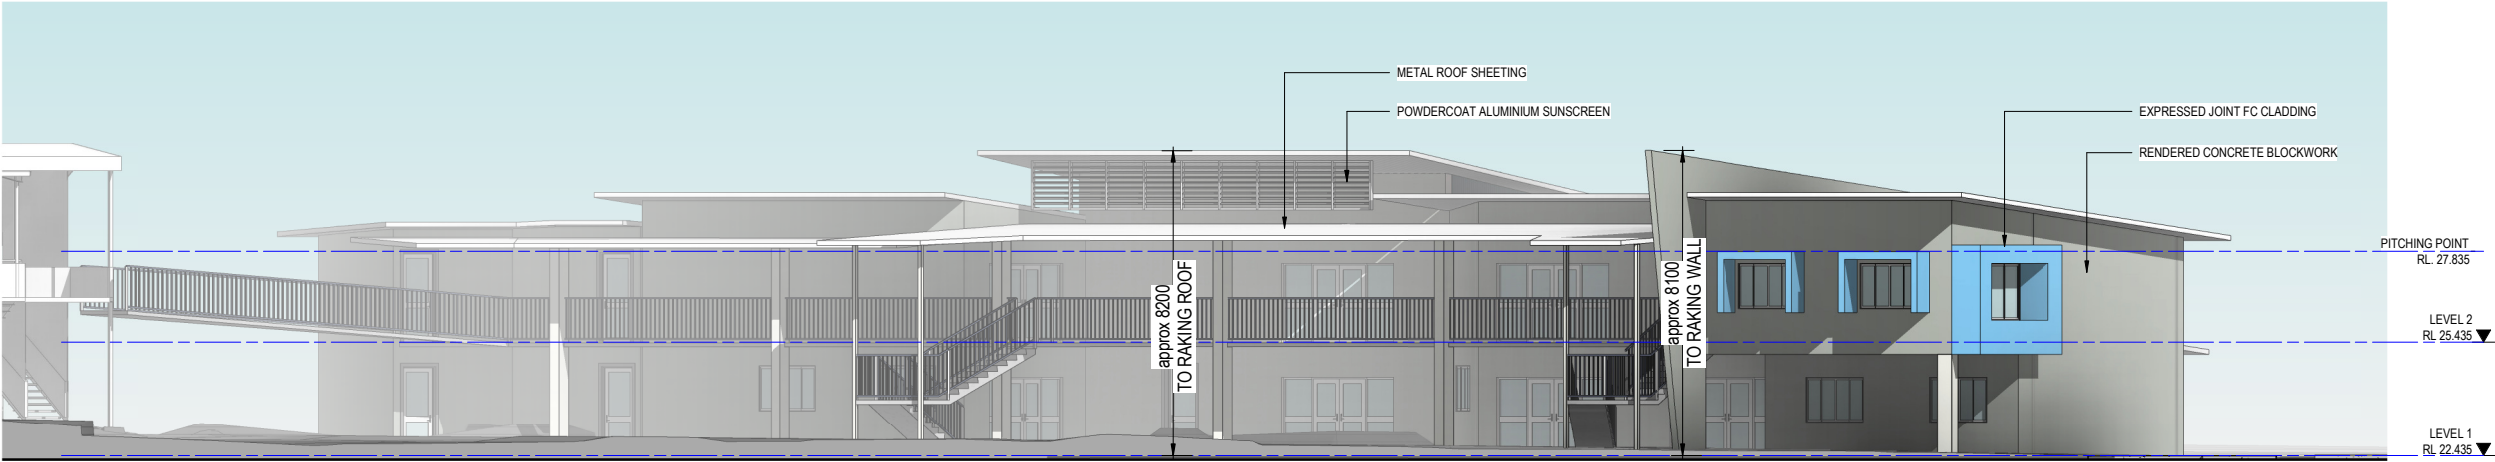 METAL ROOF SHEETING
POWDERCOAT ALUMINIUM SUNSCREEN
EXPRESSED JOINT FC CLADDING
RENDERED CONCRETE BLOCKWORK
approx 8200
TO RAKING ROOF
approx 8100
TO RAKING WALL
PITCHING POINT
RL. 27.835
LEVEL 2
RL 25.435
LEVEL 1
RL 22.435